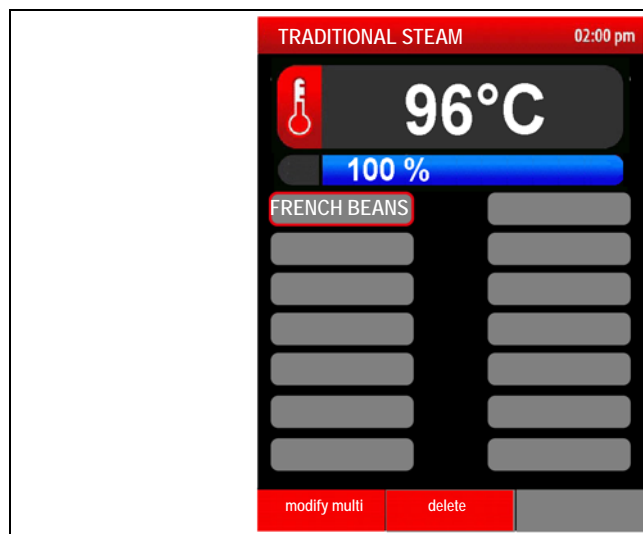 TRADITIONAL STEAM 02:00 pm
96°C
100 %
FRENCH BEANS
modify multi delete